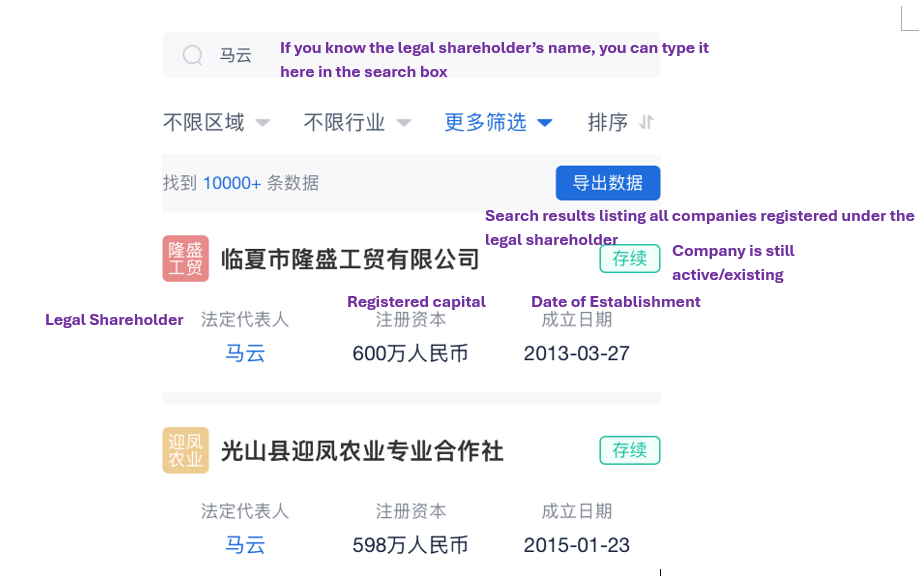 马云
If you know the legal shareholder's name, you can type it
here in the search box
不限区域 不限行业 更多筛选 排序
找到 10000+ 条数据 导出数据
Search results listing all companies registered under the
legal shareholder
隆盛
工贸
临夏市隆盛工贸有限公司 存续
Company is still
active/existing
Registered capital Date of Establishment
Legal Shareholder
法定代表人 注册资本 成立日期
马云 600万人民币 2013-03-27
迎凤
农业
光山县迎凤农业专业合作社 存续
法定代表人 注册资本 成立日期
马云 598万人民币 2015-01-23